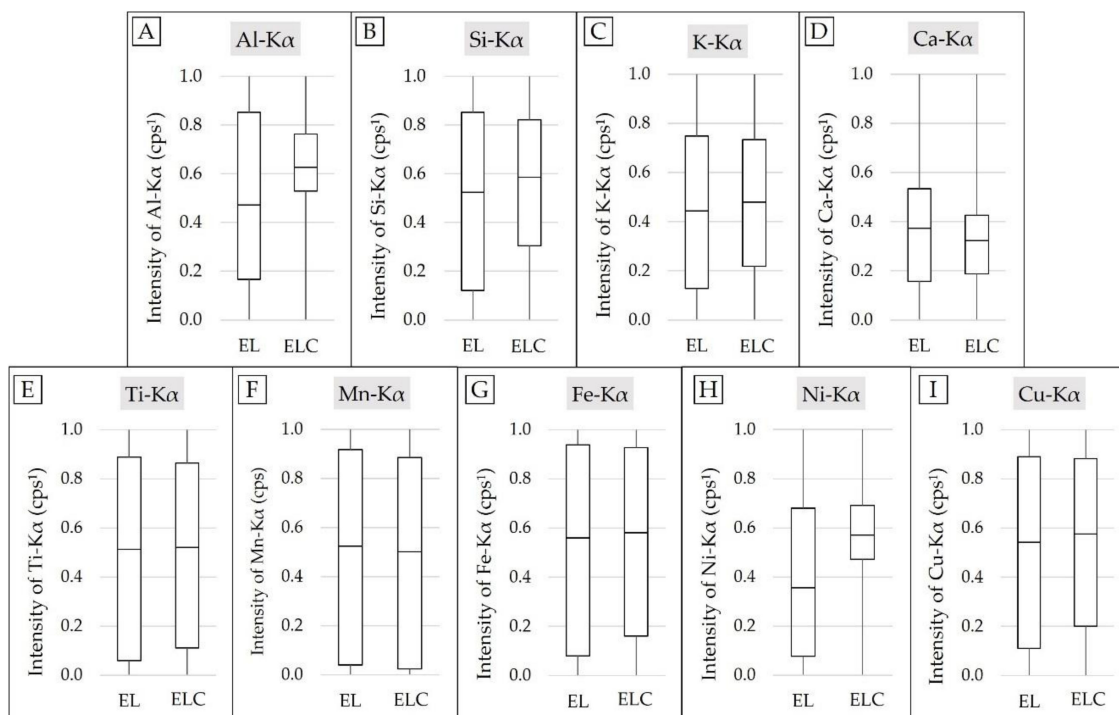 A
Al-Kα
Intensity of Al-Kα (cps¹)
1.0
0.8
0.6
0.4
0.2
0.0
EL
ELC
B
Si-Kα
Intensity of Si-Kα (cps¹)
1.0
0.8
0.6
0.4
0.2
0.0
EL
ELC
C
K-Kα
Intensity of K-Kα (cps¹)
1.0
0.8
0.6
0.4
0.2
0.0
EL
ELC
D
Ca-Kα
Intensity of Ca-Kα (cps¹)
1.0
0.8
0.6
0.4
0.2
0.0
EL
ELC
E
Ti-Kα
Intensity of Ti-Kα (cps¹)
1.0
0.8
0.6
0.4
0.2
0.0
EL
ELC
F
Mn-Kα
Intensity of Mn-Kα (cps)
1.0
0.8
0.6
0.4
0.2
0.0
EL
ELC
G
Fe-Kα
Intensity of Fe-Kα (cps¹)
1.0
0.8
0.6
0.4
0.2
0.0
EL
ELC
H
Ni-Kα
Intensity of Ni-Kα (cps¹)
1.0
0.8
0.6
0.4
0.2
0.0
EL
ELC
I
Cu-Kα
Intensity of Cu-Kα (cps¹)
1.0
0.8
0.6
0.4
0.2
0.0
EL
ELC